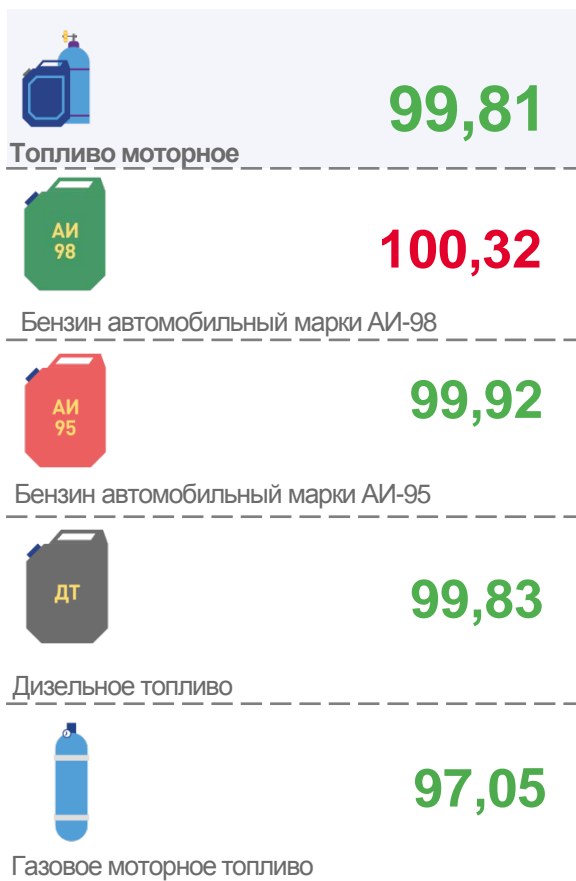 99,81
Топливо моторное
АИ
98
100,32
Бензин автомобильный марки АИ-98
АИ
95
99,92
Бензин автомобильный марки АИ-95
ДТ
99,83
Дизельное топливо
97,05
Газовое моторное топливо